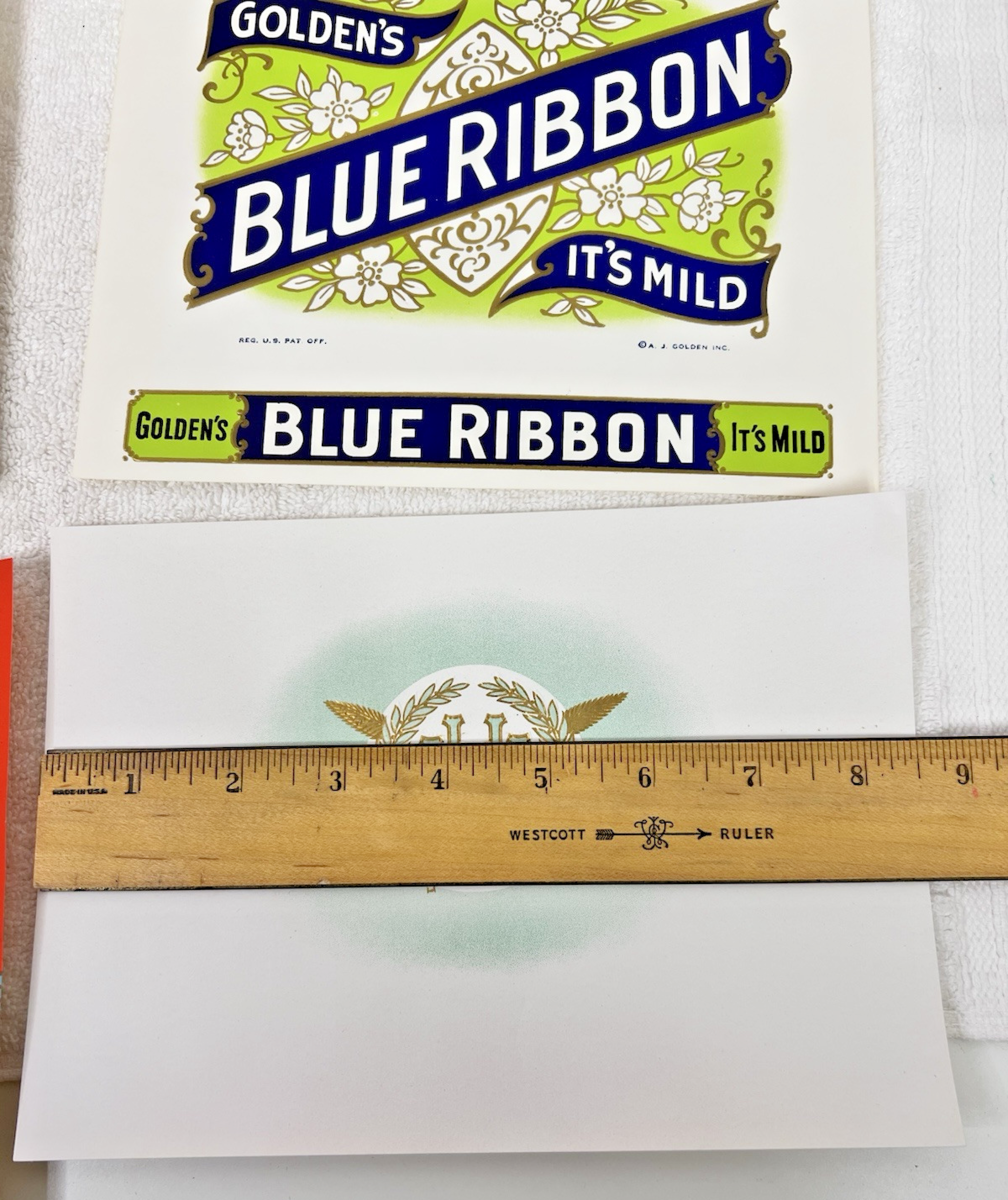 GOLDEN'S
BLUE RIBBON
IT'S MILD
REG. U.S. PAT. OFF.
© A. J. GOLDEN INC.
GOLDEN'S BLUE RIBBON IT'S MILD
1 2 3 4 5 6 7 8 9
MADE IN U.S.A.
WESTCOTT RULER